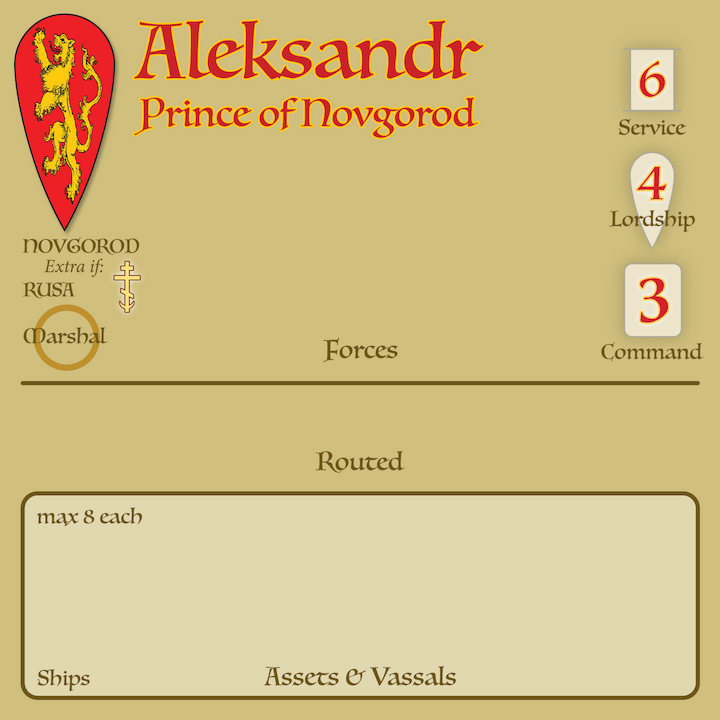 Aleksandr
Prince of Novgorod
6
Service
4
Lordship
3
Command
NOVGOROD
Extra if:
RUSA
Marshal
Forces
Routed
max 8 each
Ships
Assets & Vassals